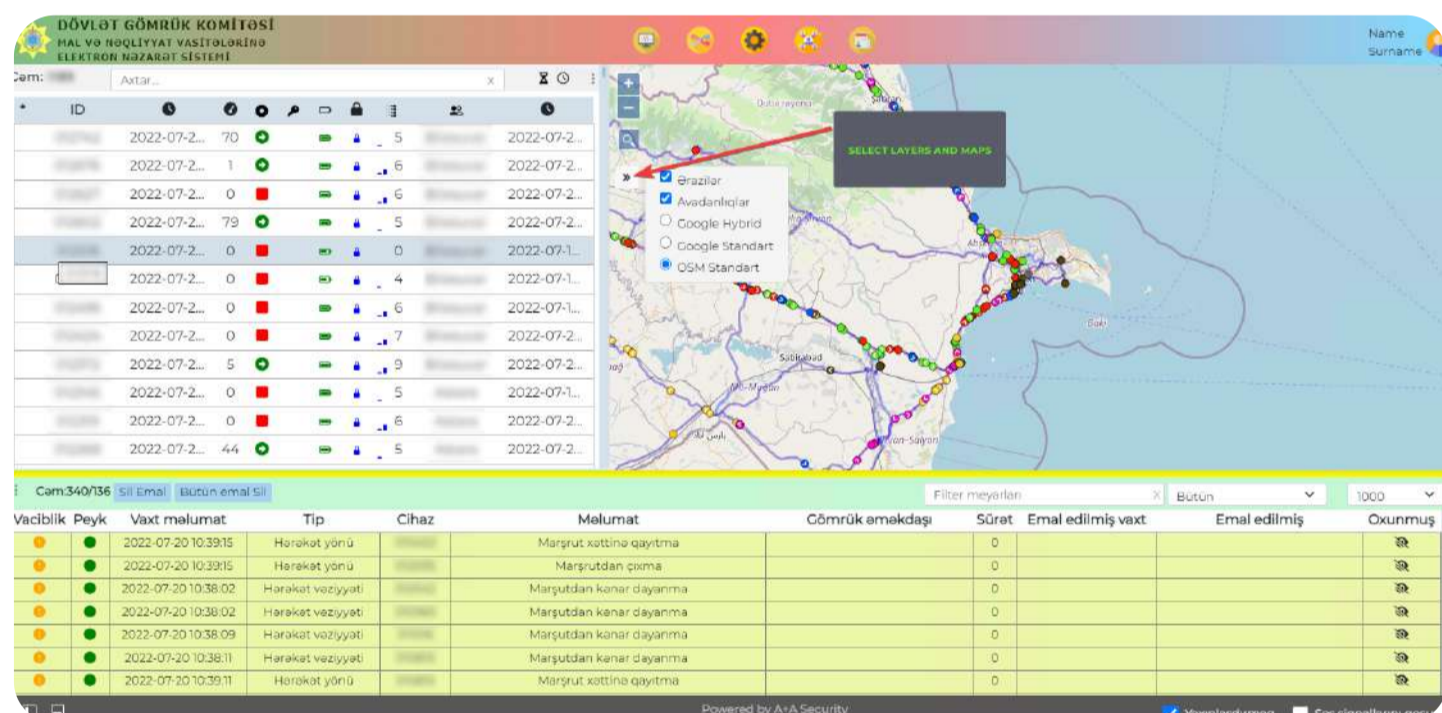 DÖVLƏT GÖMRÜK KOMİTƏSİ
MAL VƏ NƏQLİYYAT VASİTƏLƏRİNƏ
ELEKTRON NƏZARƏT SİSTEMİ
Name
Surname
Cəm:
Axtar...
x
* ID
2022-07-2... 70 5 2022-07-2...
2022-07-2... 1 6 2022-07-2...
2022-07-2... 0 6 2022-07-2...
2022-07-2... 79 5 2022-07-2...
2022-07-2... 0 0 2022-07-1...
2022-07-2... 0 4 2022-07-1...
2022-07-2... 0 6 2022-07-1...
2022-07-2... 0 7 2022-07-2...
2022-07-2... 5 9 2022-07-2...
2022-07-2... 0 5 2022-07-1...
2022-07-2... 0 6 2022-07-2...
2022-07-2... 44 5 2022-07-2...
+
−
»
SELECT LAYERS AND MAPS
Ərazilər
Avadanlıqlar
Google Hybrid
Google Standart
OSM Standart
Bakı
Sabirabad
Cəm:340/136 Sil Emal Bütün emal Sil
Filter meyarları X Bütün 1000
Vaciblik Peyk Vaxt məlumat Tip Cihaz Məlumat Gömrük əməkdaşı Sürət Emal edilmiş vaxt Emal edilmiş Oxunmuş
2022-07-20 10:39:15 Hərəkət yönü Marşrut xəttinə qayıtma 0
2022-07-20 10:39:15 Hərəkət yönü Marşrutdan çıxma 0
2022-07-20 10:38:02 Hərəkət vəziyyəti Marşutdan kənar dayanma 0
2022-07-20 10:38:02 Hərəkət vəziyyəti Marşutdan kənar dayanma 0
2022-07-20 10:38:09 Hərəkət vəziyyəti Marşutdan kənar dayanma 0
2022-07-20 10:38:11 Hərəkət vəziyyəti Marşutdan kənar dayanma 0
2022-07-20 10:39:11 Hərəkət yönü Marşrut xəttinə qayıtma 0
Powered by A+A Security